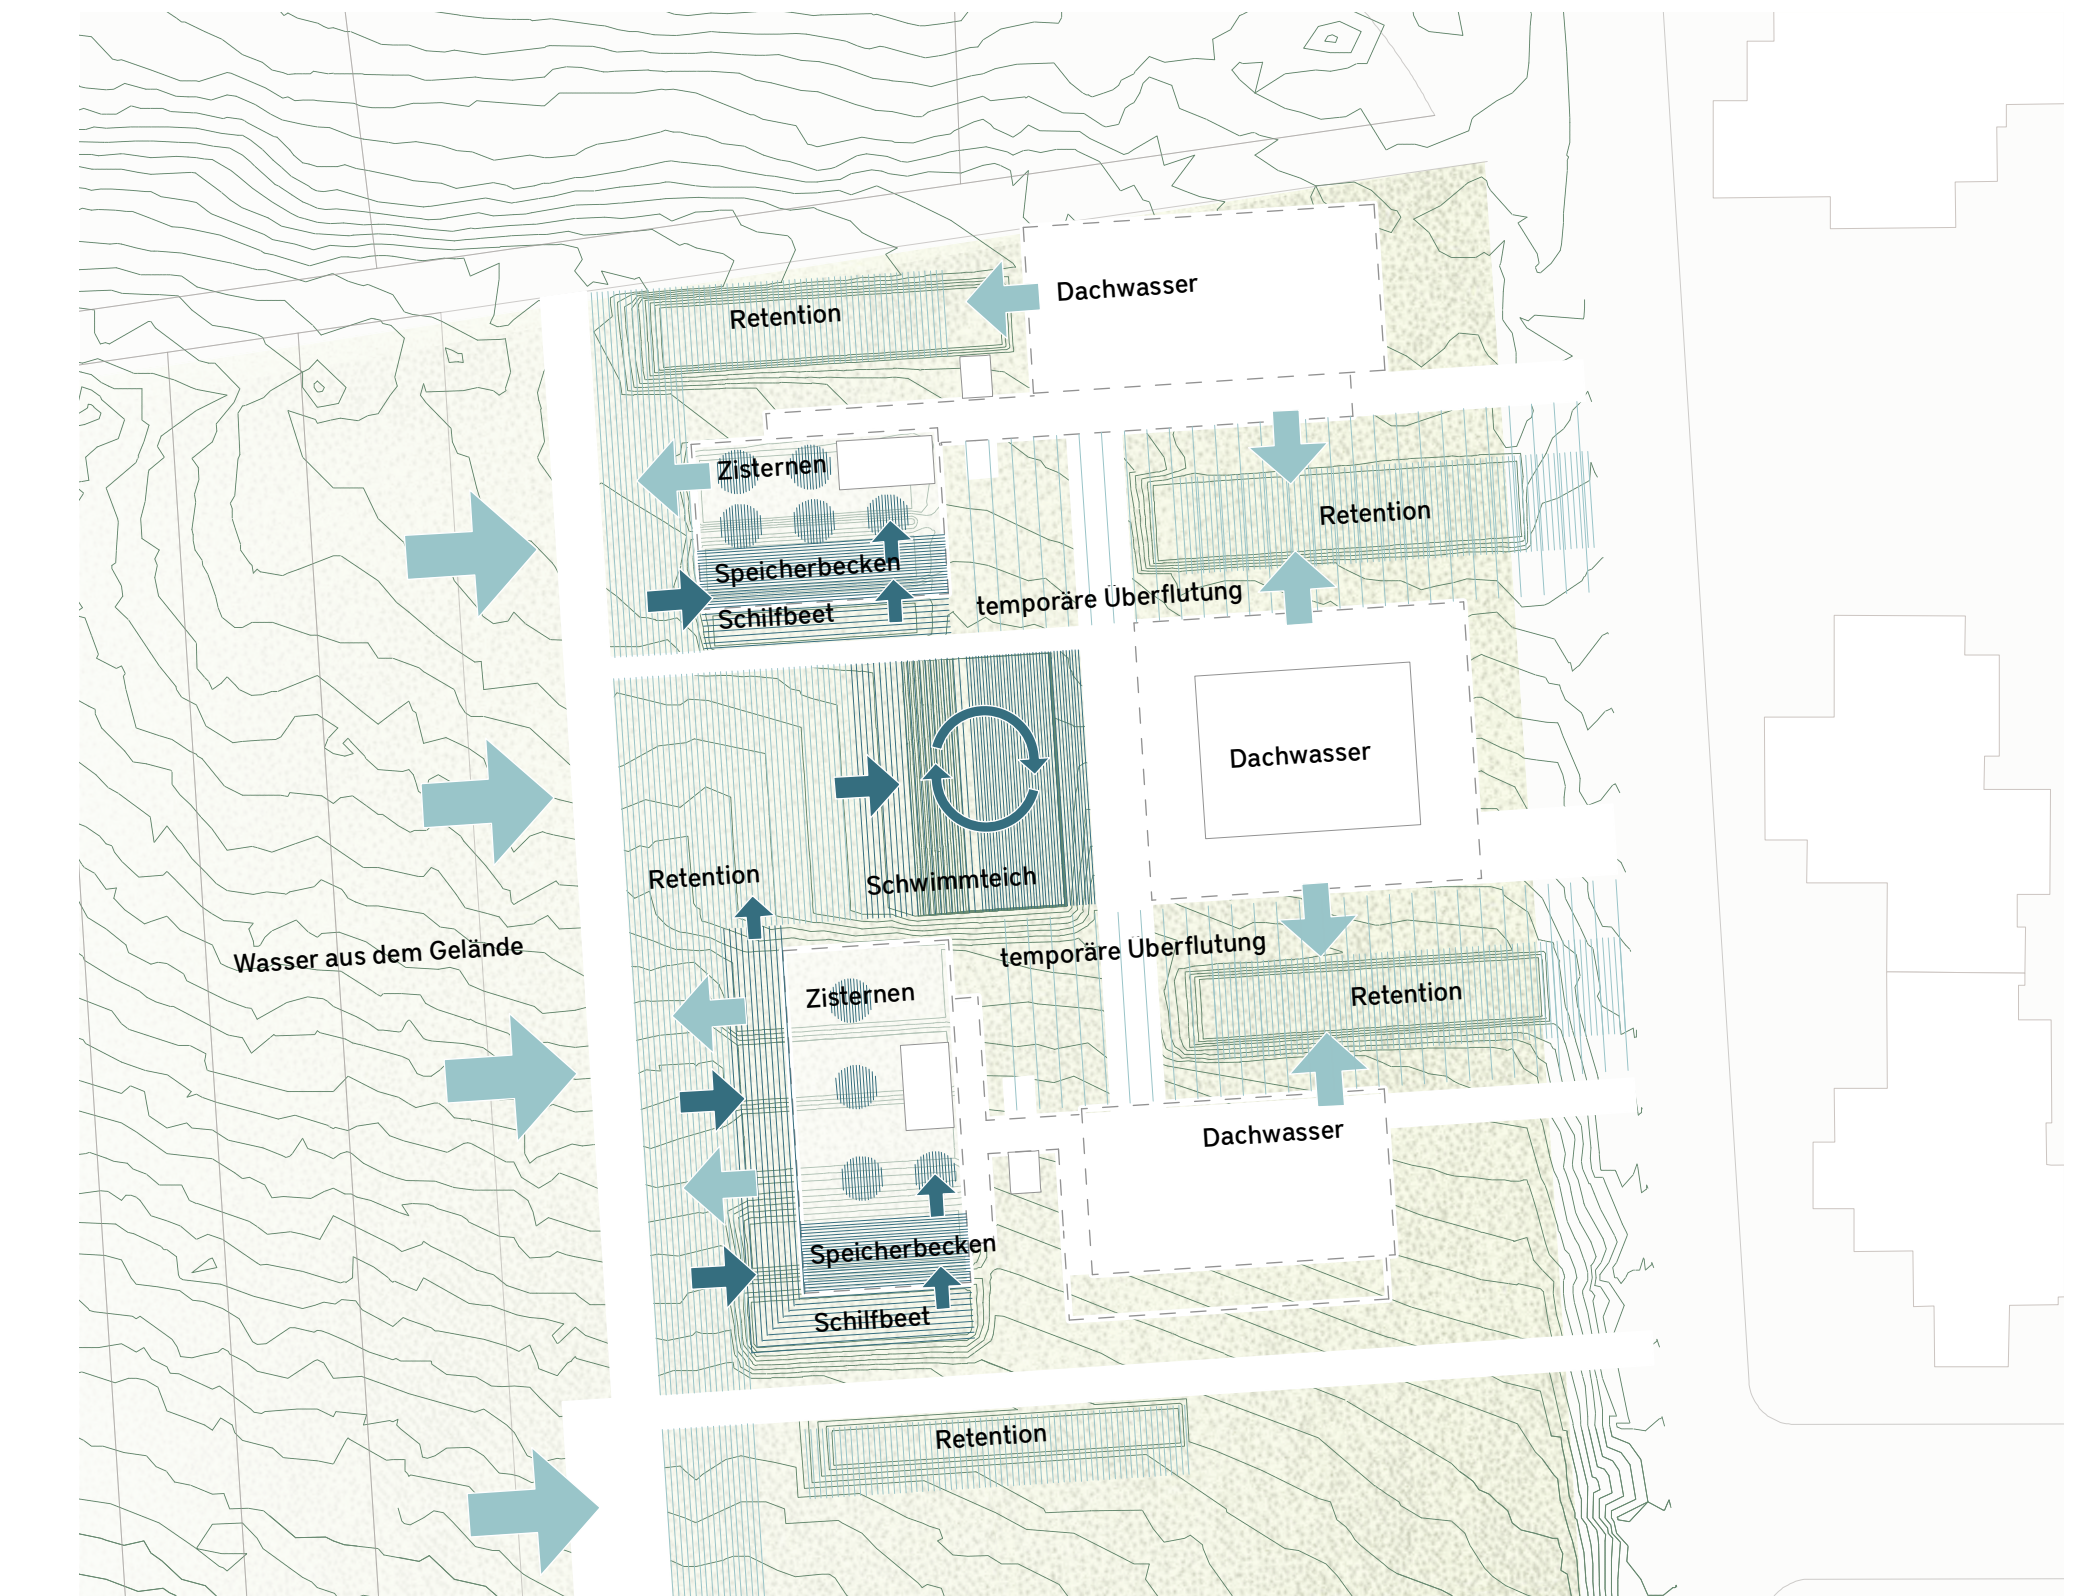 Dachwasser
Retention
Zisternen
Retention
Speicherbecken
temporäre Überflutung
Schilfbeet
Dachwasser
Retention
Schwimmteich
Wasser aus dem Gelände
temporäre Überflutung
Zisternen
Retention
Dachwasser
Speicherbecken
Schilfbeet
Retention